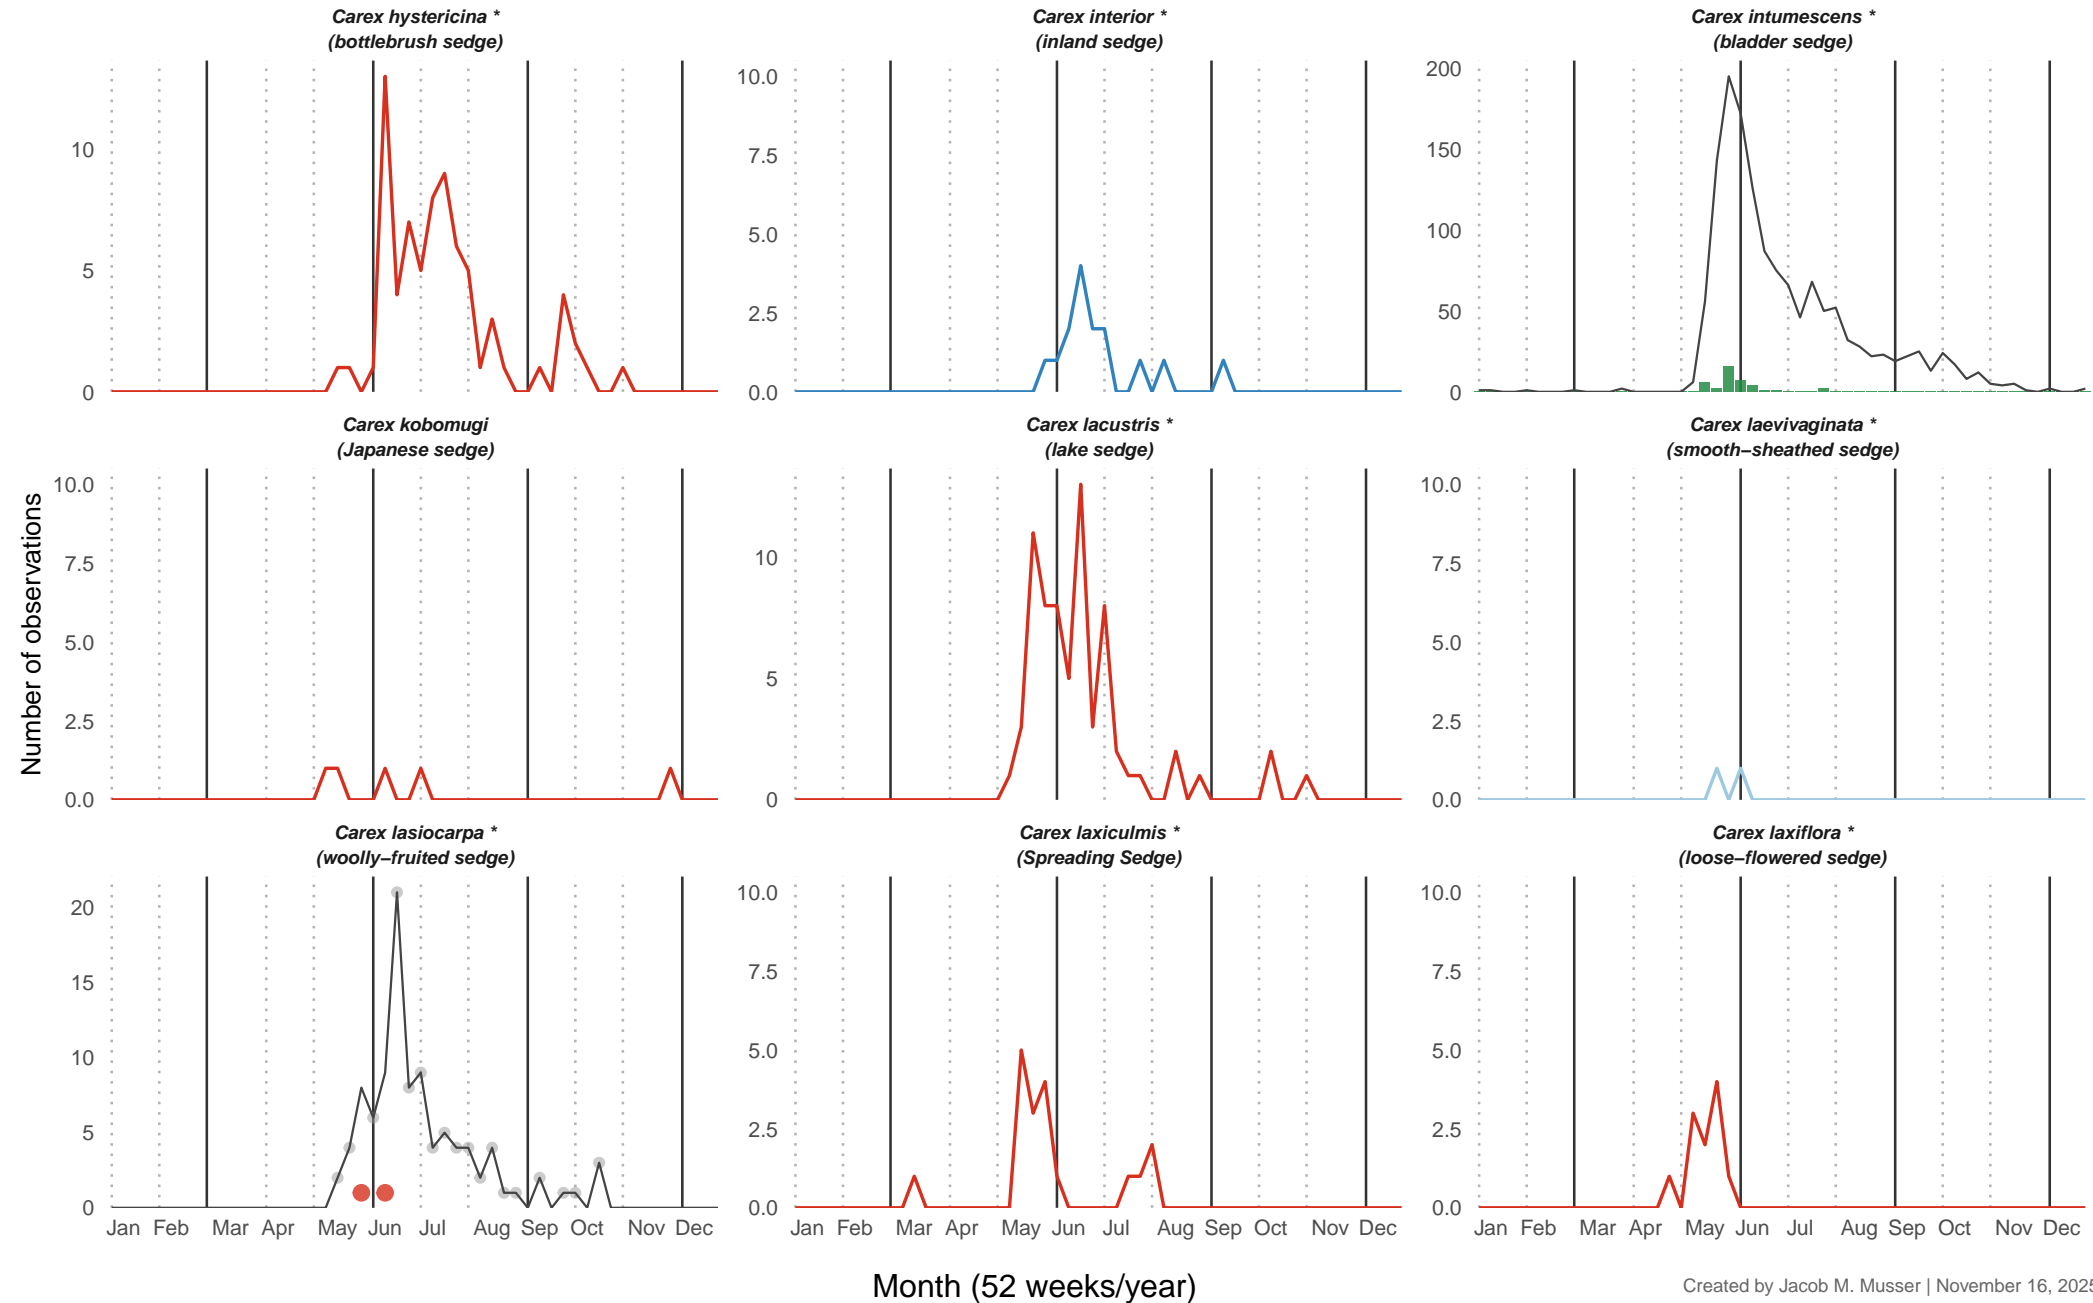 Carex hystericina *
(bottlebrush sedge)
Carex interior *
(inland sedge)
Carex intumescens *
(bladder sedge)
10
5
0
10.0
7.5
5.0
2.5
0.0
200
150
100
50
0
Carex kobomugi
(Japanese sedge)
Carex lacustris *
(lake sedge)
Carex laevivaginata *
(smooth–sheathed sedge)
Number of observations
10.0
7.5
5.0
2.5
0.0
10
5
0
10.0
7.5
5.0
2.5
0.0
Carex lasiocarpa *
(woolly–fruited sedge)
Carex laxiculmis *
(Spreading Sedge)
Carex laxiflora *
(loose–flowered sedge)
20
15
10
5
0
10.0
7.5
5.0
2.5
0.0
10.0
7.5
5.0
2.5
0.0
Jan Feb Mar Apr May Jun Jul Aug Sep Oct Nov Dec
Jan Feb Mar Apr May Jun Jul Aug Sep Oct Nov Dec
Jan Feb Mar Apr May Jun Jul Aug Sep Oct Nov Dec
Month (52 weeks/year)
Created by Jacob M. Musser | November 16, 2025